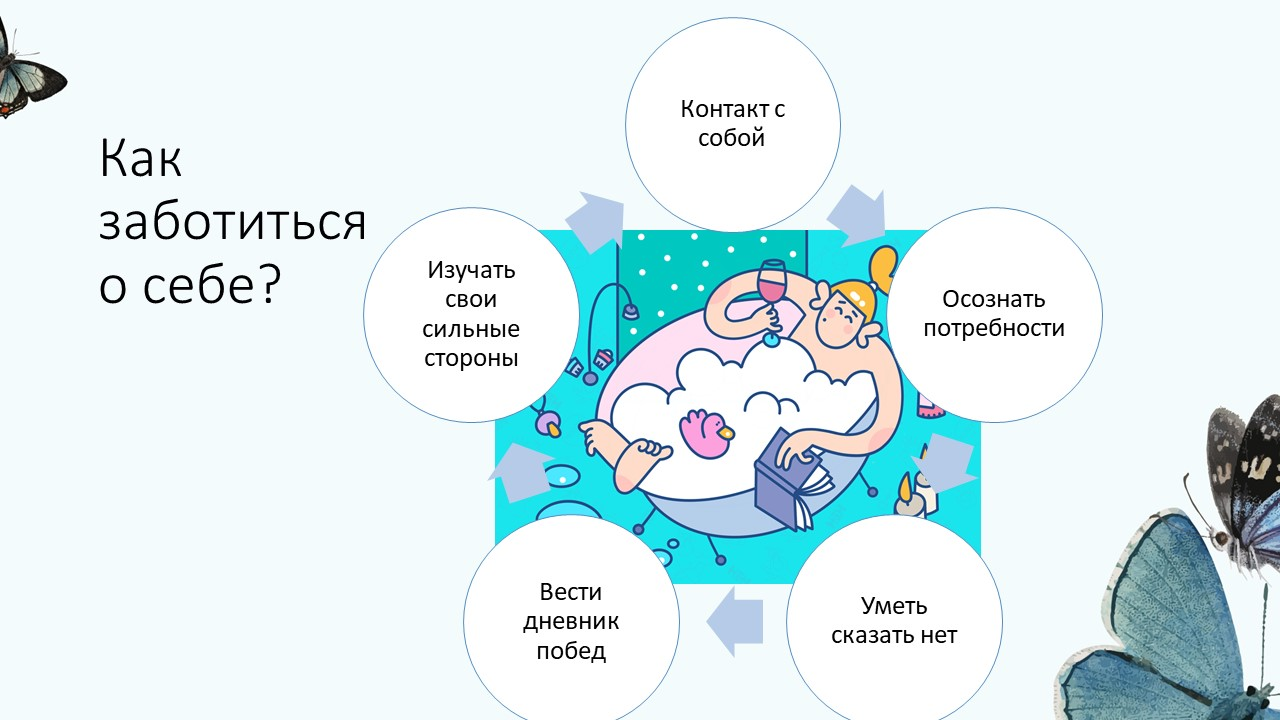 Как
заботиться
о себе?
Контакт с
собой
Осознать
потребности
Уметь
сказать нет
Вести
дневник
побед
Изучать
свои
сильные
стороны